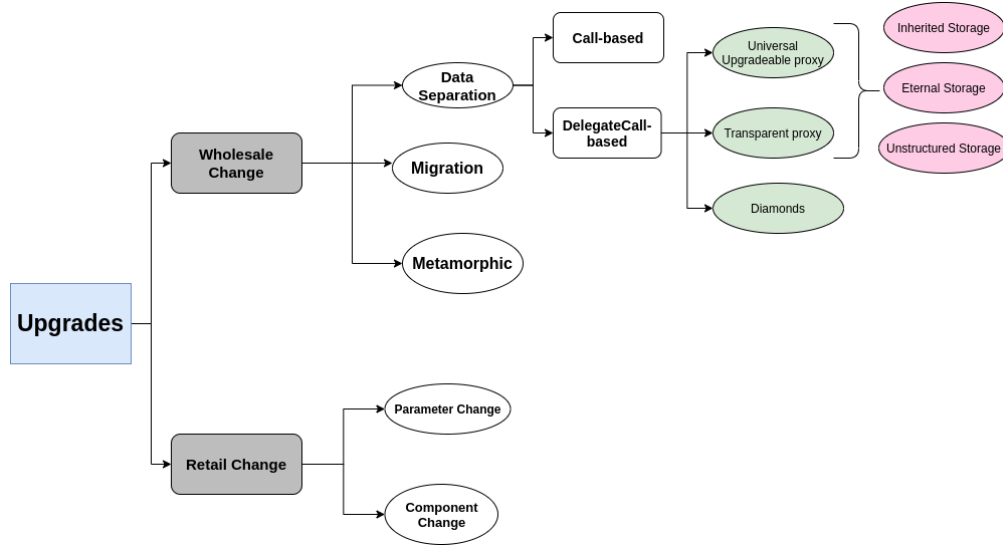 Upgrades
Wholesale
Change
Retail Change
Data
Separation
Migration
Metamorphic
Parameter Change
Component
Change
Call-based
DelegateCall-
based
Universal
Upgradeable proxy
Transparent proxy
Diamonds
Inherited Storage
Eternal Storage
Unstructured Storage